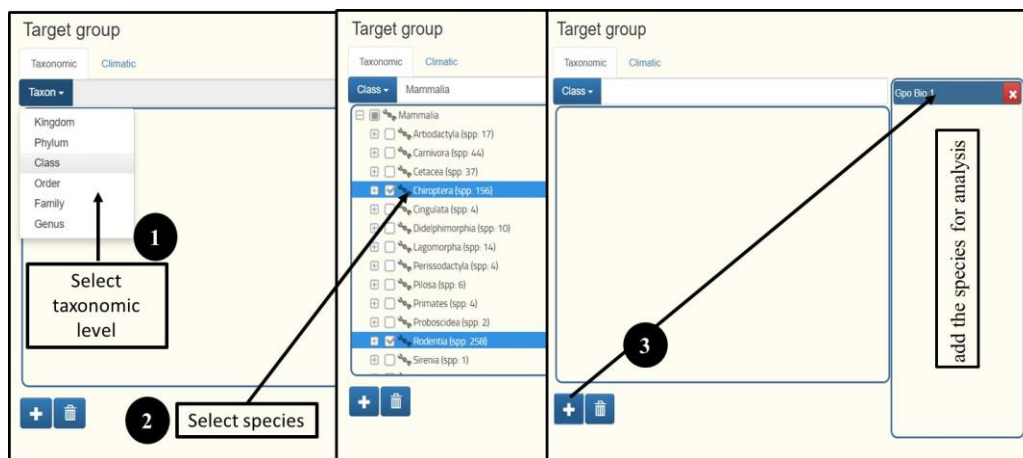 Target group
Taxonomic Climatic
Taxon
Kingdom
Phylum
Class
Order
Family
Genus
1
Select
taxonomic
level
2
Select species
Target group
Taxonomic Climatic
Class Mammalia
Mammalia
Artiodactyla (spp: 17)
Carnivora (spp: 44)
Cetacea (spp: 37)
Chiroptera (spp: 156)
Cingulata (spp: 4)
Didelphimorphia (spp: 10)
Lagomorpha (spp: 14)
Perissodactyla (spp: 4)
Pilosa (spp: 6)
Primates (spp: 4)
Proboscidea (spp: 2)
Rodentia (spp: 258)
Sirenia (spp: 1)
Target group
Taxonomic Climatic
Class
Gpo Bio 1
3
add the species for analysis